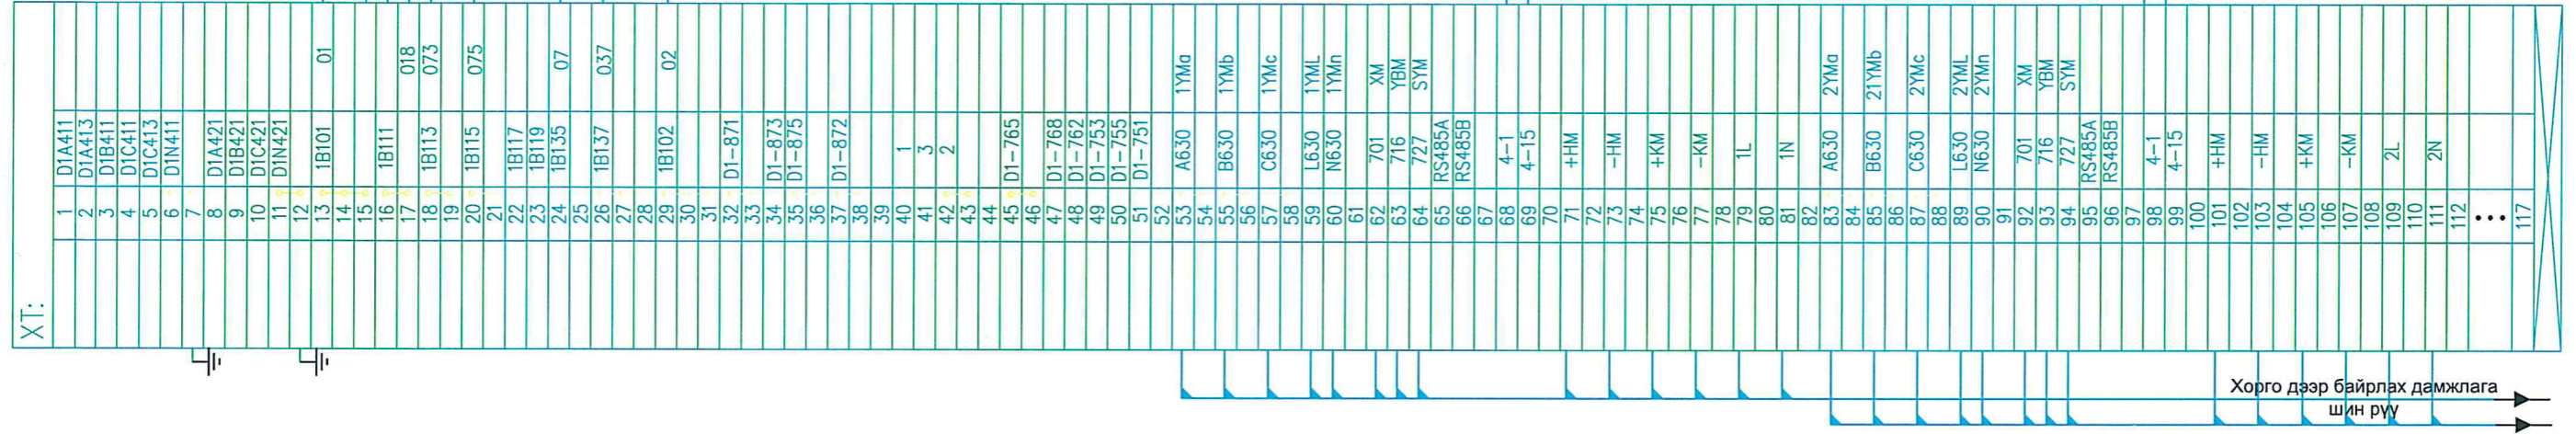 XT:
1 D1A411
2 D1A413
3 D1B411
4 D1C411
5 D1C413
6 D1N411
7
8 D1A421
9 D1B421
10 D1C421
11 D1N421
12
13 1B101 01
14
15
16 1B111
17 018
18 1B113 073
19
20 1B115 075
21
22 1B117
23 1B119
24 1B135 07
25
26 1B137 037
27
28
29 1B102 02
30
31
32 D1-871
33
34 D1-873
35 D1-875
36
37 D1-872
38
39
40 1
41 3
42 2
43
44
45 D1-765
46
47 D1-768
48 D1-762
49 D1-753
50 D1-755
51 D1-751
52
53 A630 1YMa
54
55 B630 1YMb
56
57 C630 1YMc
58
59 L630 1YML
60 N630 1YMn
61
62 701 XM
63 716 YBM
64 727 SYM
65 RS485A
66 RS485B
67
68 4-1
69 4-15
70
71 +HM
72
73 -HM
74
75 +KM
76
77 -KM
78
79 1L
80
81 1N
82
83 A630 2YMa
84
85 B630 21YMb
86
87 C630 2YMc
88
89 L630 2YML
90 N630 2YMn
91
92 701 XM
93 716 YBM
94 727 SYM
95 RS485A
96 RS485B
97
98 4-1
99 4-15
100
101 +HM
102
103 -HM
104
105 +KM
106
107 -KM
108
109 2L
110
111 2N
112
•••
117
Хорго дээр байрлах дамжлага
шин рүү